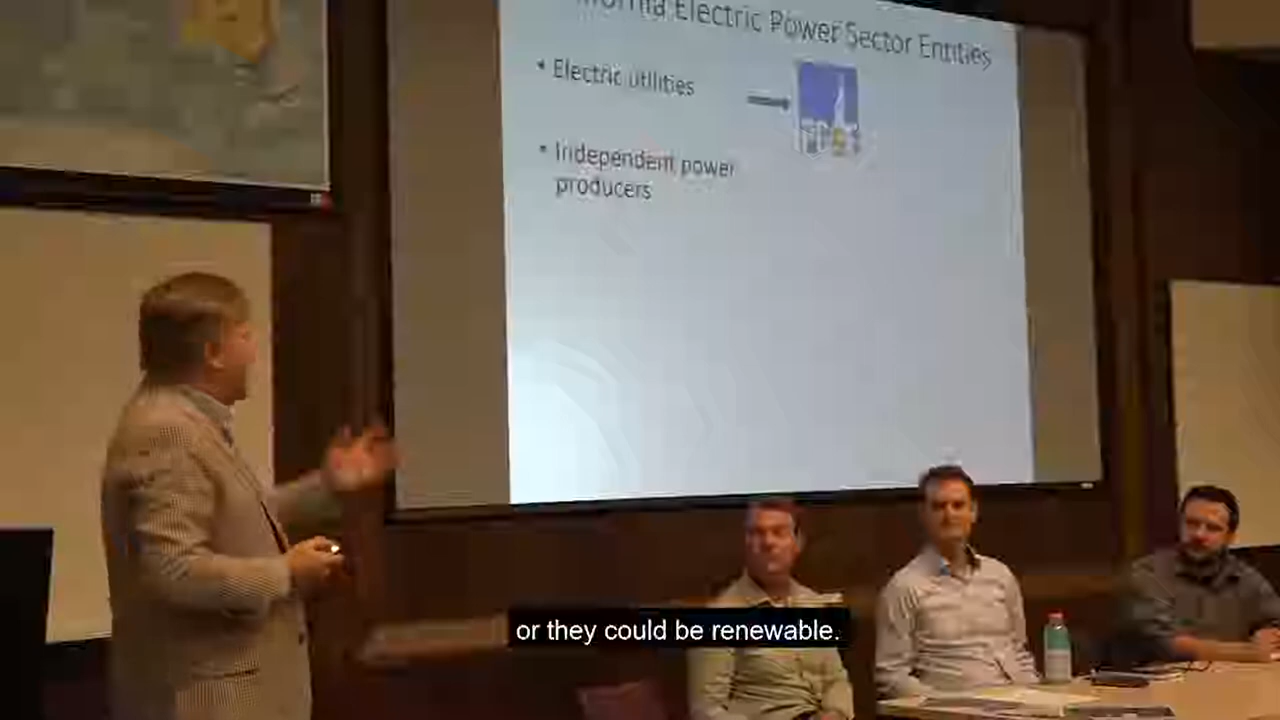 Electric Power Sector Entities
• Electric utilities
• Independent power
producers
or they could be renewable.